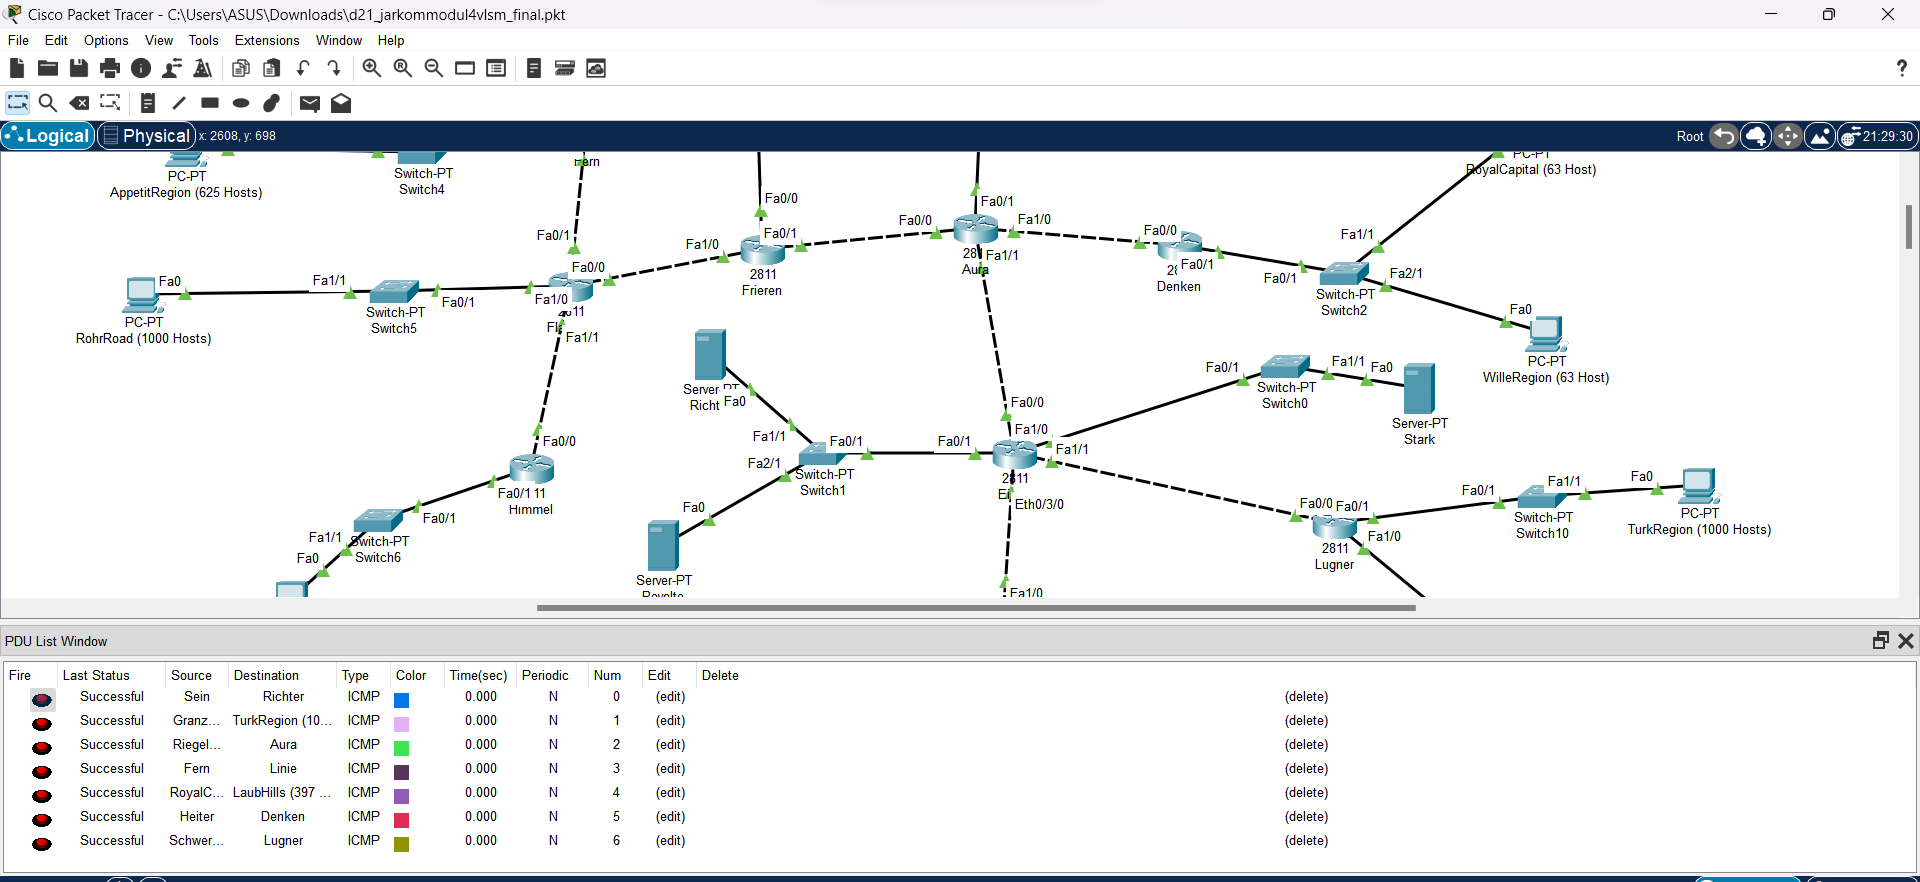 Cisco Packet Tracer - C:\Users\ASUS\Downloads\d21_jarkommodul4vlsm_final.pkt
File Edit Options View Tools Extensions Window Help
?
Logical Physical x: 2608, y: 698 Root 21:29:30
PC-PT
AppetitRegion (625 Hosts)
Switch-PT
Switch4
ern
PC-PT
RoyalCapital (63 Host)
Fa0/0
Fa0/1
Fa0/1
Fa1/0
2811
Frieren
Fa0/0
Fa0/1
Fa1/0
Fa1/1
Aura
Fa0/0
Fa0/1
Denken
Fa0/1
Fa1/1
Fa2/1
Switch-PT
Switch2
Fa0
PC-PT
WilleRegion (63 Host)
Fa0
PC-PT
RohrRoad (1000 Hosts)
Fa1/1
Fa0/1
Switch-PT
Switch5
Fa0/1
Fa0/0
Fa1/0
Fa1/1
Server-PT
Richt
Fa0
Fa1/1
Fa0/1
Fa2/1
Switch-PT
Switch1
Fa0
Server-PT
Fa0/0
Fa0/1
Fa1/0
Fa1/1
Eth0/3/0
Fa1/0
Fa0/1
Fa1/1
Switch-PT
Switch0
Fa0
Server-PT
Stark
Fa0/0
Fa0/1
Himmel
Fa0/1
Fa1/1
Switch-PT
Switch6
Fa0
Fa0/0
Fa0/1
Fa1/0
2811
Lugner
Fa0/1
Fa1/1
Switch-PT
Switch10
Fa0
PC-PT
TurkRegion (1000 Hosts)
PDU List Window
Fire Last Status Source Destination Type Color Time(sec) Periodic Num Edit Delete
Successful Sein Richter ICMP 0.000 N 0 (edit) (delete)
Successful Granz... TurkRegion (10... ICMP 0.000 N 1 (edit) (delete)
Successful Riegel... Aura ICMP 0.000 N 2 (edit) (delete)
Successful Fern Linie ICMP 0.000 N 3 (edit) (delete)
Successful RoyalC... LaubHills (397 ... ICMP 0.000 N 4 (edit) (delete)
Successful Heiter Denken ICMP 0.000 N 5 (edit) (delete)
Successful Schwer... Lugner ICMP 0.000 N 6 (edit) (delete)